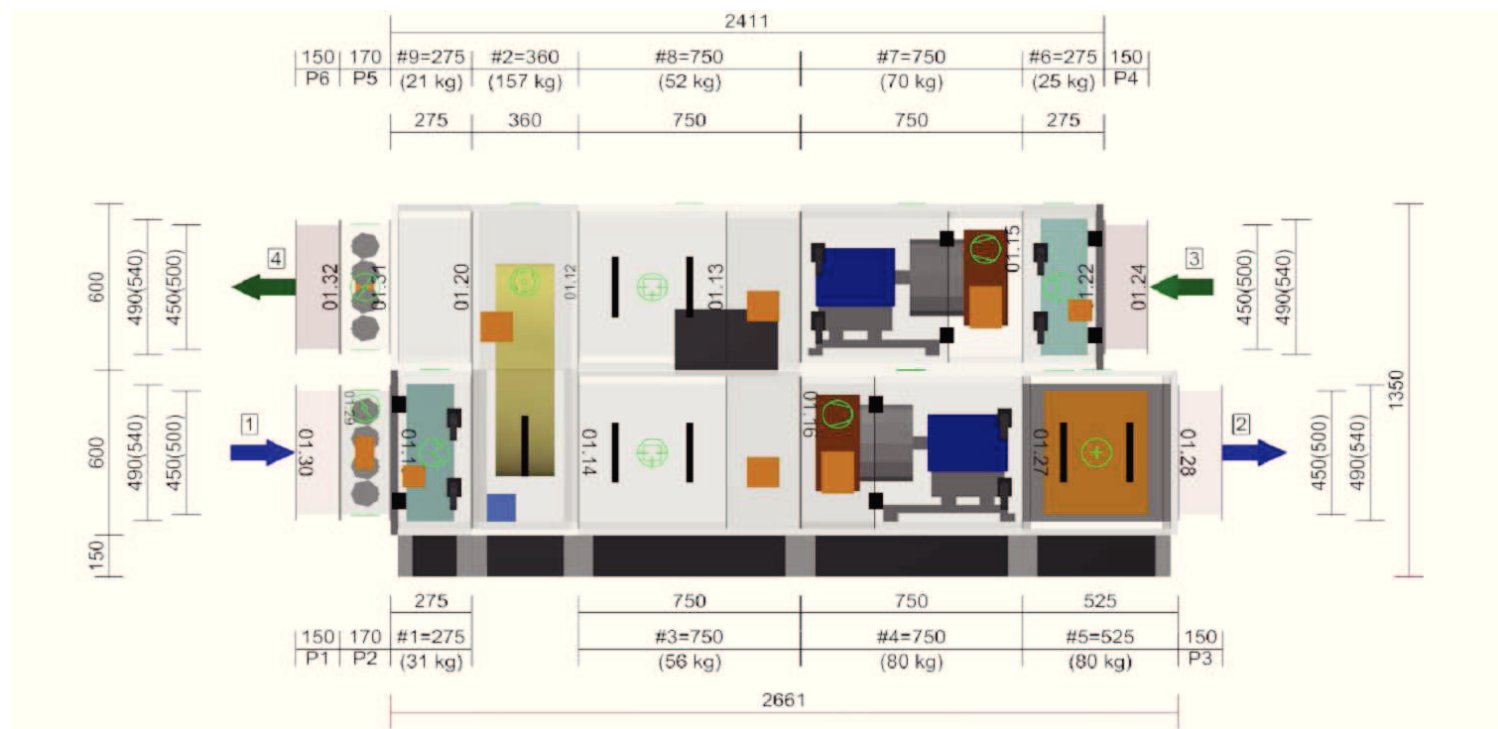 2411
150 170 #9=275 #2=360 #8=750 #7=750 #6=275 150
P6 P5 (21 kg) (157 kg) (52 kg) (70 kg) (25 kg) P4
275 360 750 750 275
600 490(540) 450(500) 4 01.32 01.31 01.20 01.12 01.13 01.15 01.22 01.24 3 450(500) 490(540)
1350
600 490(540) 450(500) 1 01.30 01.29 01.1 01.14 01.16 01.27 01.28 2 450(500) 490(540)
150
275 750 750 525
150 170 #1=275 #3=750 #4=750 #5=525 150
P1 P2 (31 kg) (56 kg) (80 kg) (80 kg) P3
2661